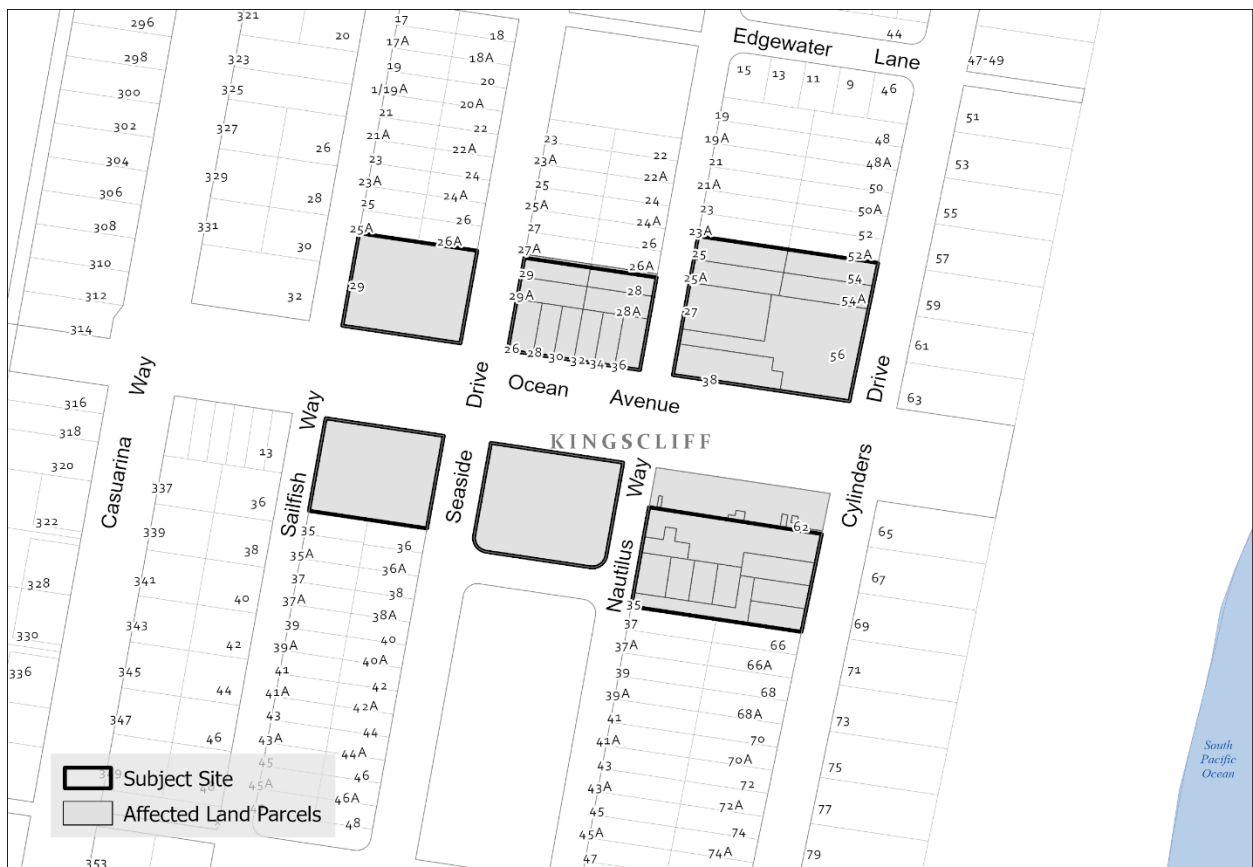 296
298
300
302
304
306
308
310
312
314
316
318
320
322
328
330
336
321
323
325
327
329
331
20
26
28
30
32
17
17A
19
1/19A
21
21A
23
23A
25
25A
29
18
18A
20
20A
22
22A
24
24A
26
26A
23
23A
25
25A
27
27A
29
29A
22
22A
24
24A
26
26A
28
28A
26 28 30 32 34 36
44
Edgewater Lane
15 13 11 9 46
19
19A
21
21A
23
23A
25
25A
27
38
48
48A
50
50A
52
52A
54
54A
56
47-49
51
53
55
57
59
61
63
Ocean Avenue
KINGSCLIFF
Casuarina Way
Sailfish Way
Seaside Drive
Nautilus Way
Cylinders Drive
13
337
339
341
343
345
347
349
353
36
38
40
42
44
46
35
35A
37
37A
39
39A
41
41A
43
43A
45
45A
36
36A
38
38A
40
40A
42
42A
44
44A
46
46A
48
62
35
37
37A
39
39A
41
41A
43
43A
45
45A
47
66
66A
68
68A
70
70A
72
72A
74
74A
65
67
69
71
73
75
77
79
South
Pacific
Ocean
Subject Site
Affected Land Parcels